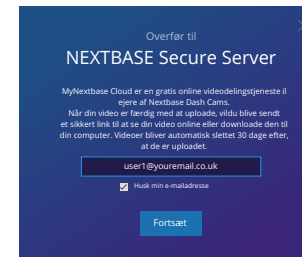 Overfør til
NEXTBASE Secure Server
MyNextbase Cloud er en gratis online videodelingstjeneste il
ejere af Nextbase Dash Cams.
Når din video er færdig med at uploade, vildu blive sendt
et sikkert link til at se din video online eller downloade den til
din computer. Videoer bliver automatisk slettet 30 dage efter,
at de er uploadet.
user1@youremail.co.uk
Husk min e-mailadresse
Fortsæt